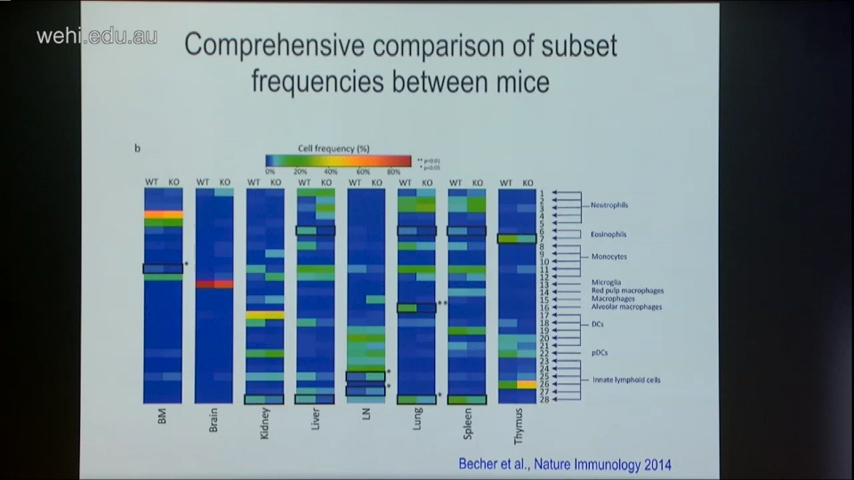 wehi.edu.au
Comprehensive comparison of subset
frequencies between mice
b
Cell frequency (%)
0% 20% 40% 60% 80%
** p<0.01
* p<0.05
WT KO WT KO WT KO WT KO WT KO WT KO WT KO WT KO
1
2
3
4
5
6
7
8
9
10
11
12
13
14
15
16
17
18
19
20
21
22
23
24
25
26
27
28
Neutrophils
Eosinophils
Monocytes
Microglia
Red pulp macrophages
Macrophages
Alveolar macrophages
DCs
pDCs
Innate lymphoid cells
*
**
*
*
*
BM Brain Kidney Liver LN Lung Spleen Thymus
Becher et al., Nature Immunology 2014